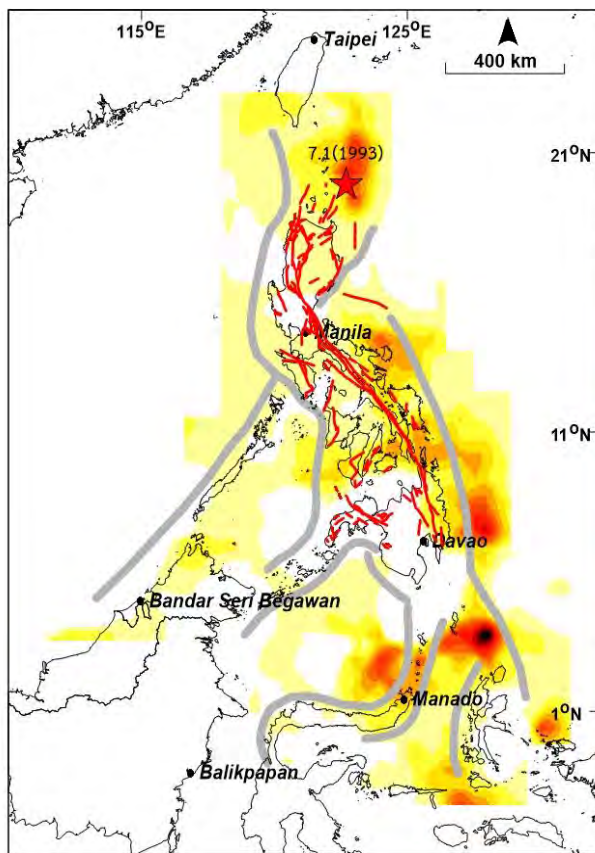 115°E
125°E
Taipei
400 km
21°N
7.1(1993)
Manila
11°N
Davao
Bandar Seri Begawan
Manado
1°N
Balikpapan